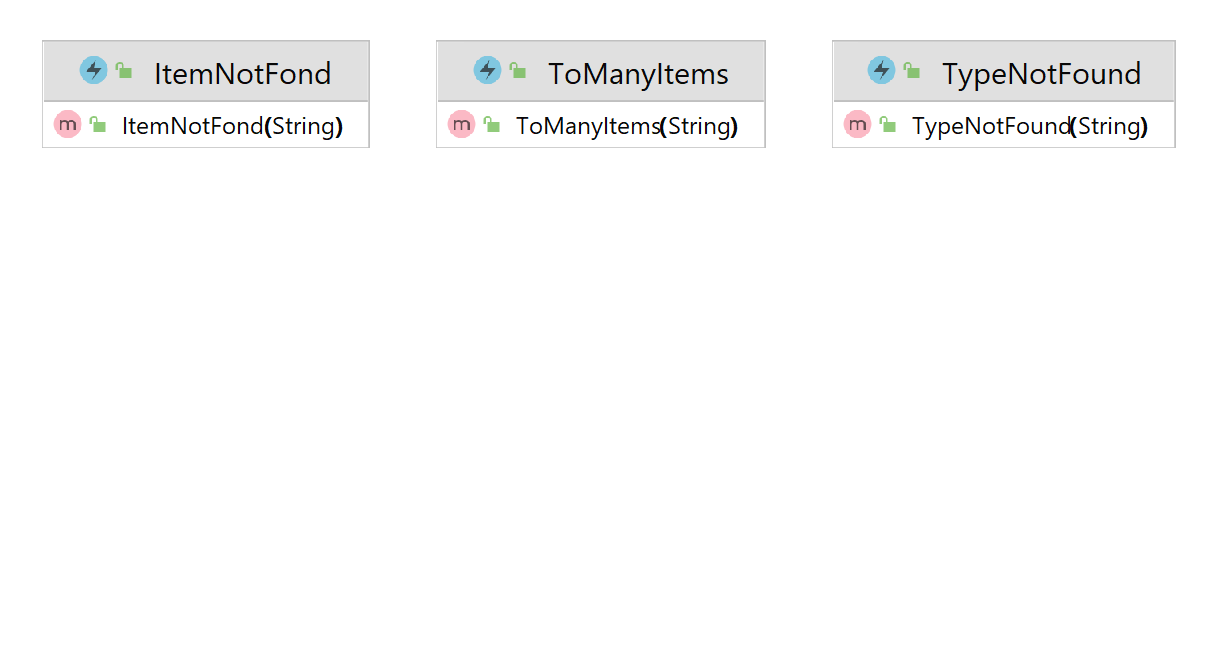 ItemNotFond
ItemNotFond(String)
ToManyItems
ToManyItems(String)
TypeNotFound
TypeNotFound(String)